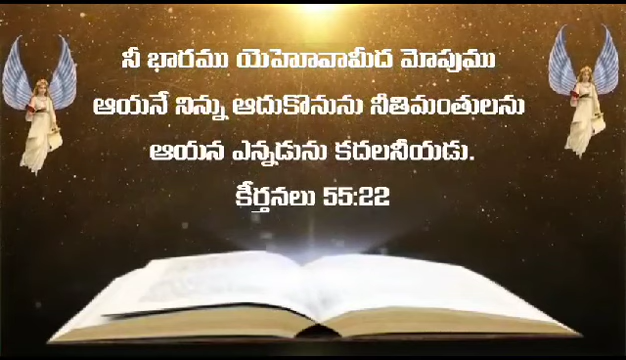 నీ భారము యెహోవామీద మోపుము
ఆయనే నిన్ను ఆదుకొనును నీతిమంతులను
ఆయన ఎన్నడును కదలనీయడు.
కీర్తనలు 55:22